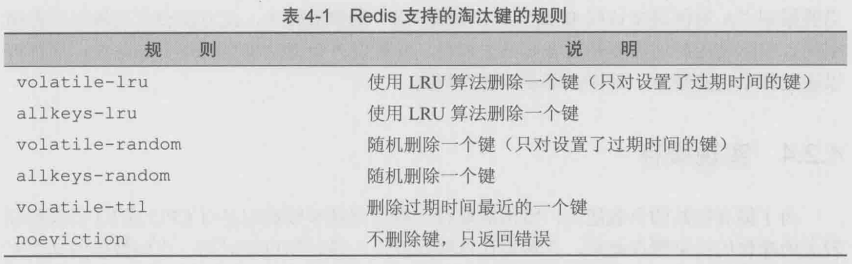 表 4-1 Redis 支持的淘汰键的规则
规 则 说 明
volatile-lru 使用 LRU 算法删除一个键（只对设置了过期时间的键）
allkeys-lru 使用 LRU 算法删除一个键
volatile-random 随机删除一个键（只对设置了过期时间的键）
allkeys-random 随机删除一个键
volatile-ttl 删除过期时间最近的一个键
noeviction 不删除键，只返回错误